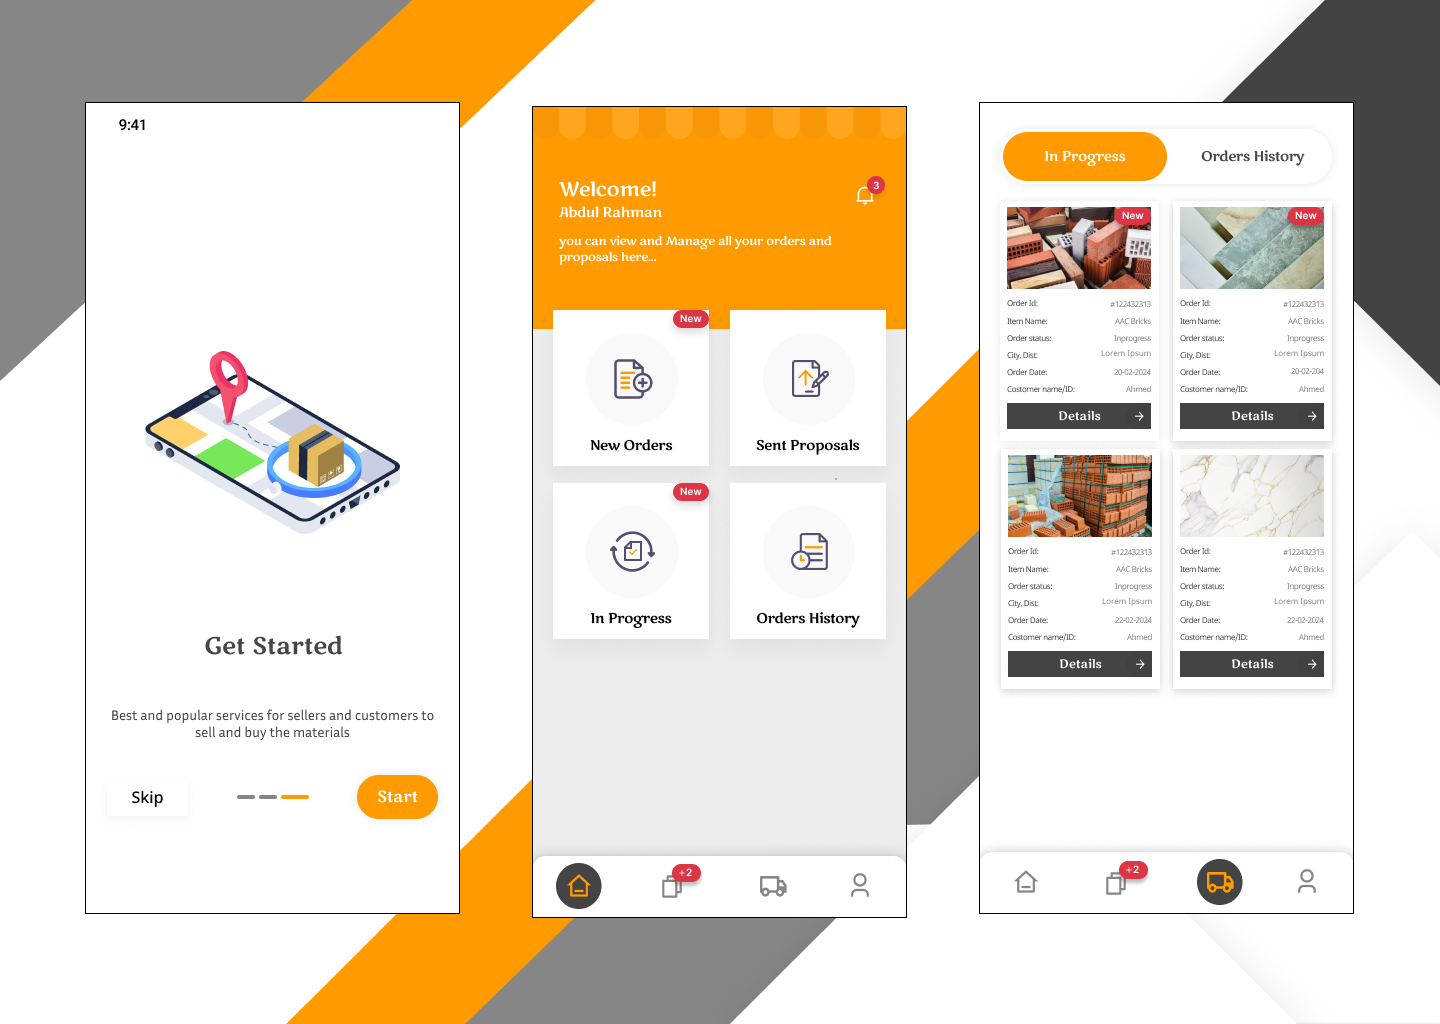 9:41
Get Started
Best and popular services for sellers and customers to
sell and buy the materials
Skip
Start
Welcome!
Abdul Rahman
3
you can view and Manage all your orders and
proposals here...
New
New Orders
Sent Proposals
New
In Progress
Orders History
+2
In Progress
Orders History
New
Order Id: #122432313
Item Name: AAC Bricks
Order status: Inprogress
City, Dist: Lorem Ipsum
Order Date: 20-02-2024
Costomer name/ID: Ahmed
Details
New
Order Id: #122432313
Item Name: AAC Bricks
Order status: Inprogress
City, Dist: Lorem Ipsum
Order Date: 20-02-204
Costomer name/ID: Ahmed
Details
Order Id: #122432313
Item Name: AAC Bricks
Order status: Inprogress
City, Dist: Lorem Ipsum
Order Date: 22-02-2024
Costomer name/ID: Ahmed
Details
Order Id: #122432313
Item Name: AAC Bricks
Order status: Inprogress
City, Dist: Lorem Ipsum
Order Date: 22-02-2024
Costomer name/ID: Ahmed
Details
+2